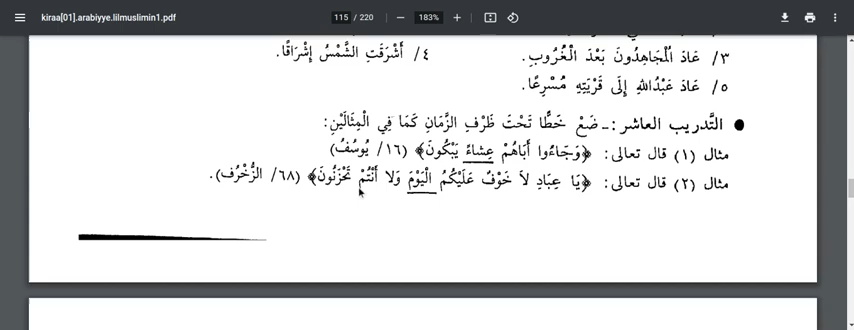 kiraa[01].arabiyye.lilmuslimin1.pdf 115 / 220 183%
٣/ عَادَ الْمُجَاهِدُونَ بَعْدَ الْغُرُوبِ. ٤/ أَشْرَقَتِ الشَّمْسُ إِشْرَاقًا.
٥/ عَادَ عَبْدُاللهِ إِلَى قَرْيَتِهِ مُسْرِعًا.
● التَّدريب العاشر :ـ ضَعْ خَطًّا تَحْتَ ظَرْفِ الزَّمَانِ كَمَا فِي الْمِثَالَيْنِ:
مثال (١) قال تعالى: ﴿وَجَاءُوا أَبَاهُمْ عِشَاءً يَبْكُونَ﴾ (١٦/ يُوسُفُ)
مثال (٢) قال تعالى: ﴿يَا عِبَادِ لاَ خَوْفٌ عَلَيْكُمُ الْيَوْمَ وَلا أَنْتُمْ تَحْزَنُونَ﴾ (٦٨/ الزُّخْرُف).